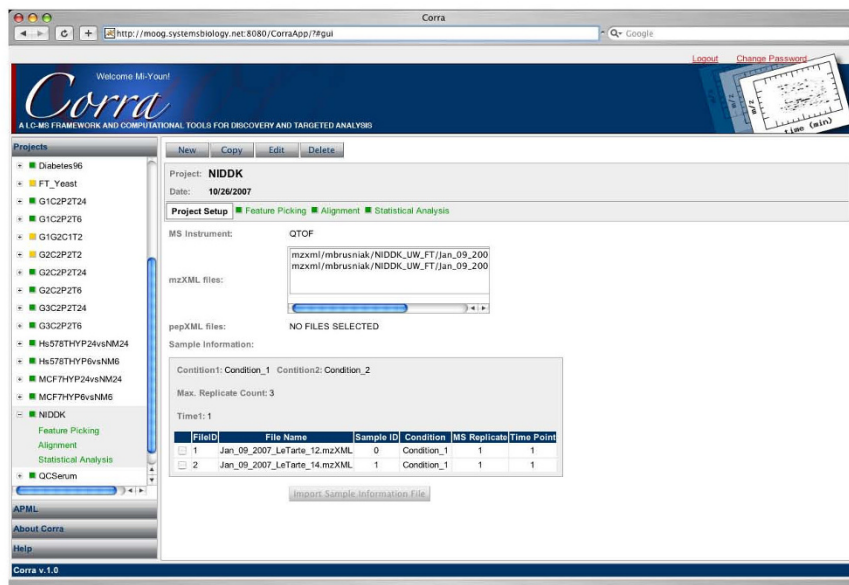 Corra
http://moog.systemsbiology.net:8080/CorraApp/?#gui
Google
Logout Change Password
Welcome Mi-Youn!
Corra
A LC-MS FRAMEWORK AND COMPUTATIONAL TOOLS FOR DISCOVERY AND TARGETED ANALYSIS
m/z
m/z
time (min)
Projects
Diabetes96
FT_Yeast
G1C2P2T24
G1C2P2T6
G1G2C1T2
G2C2P2T2
G2C2P2T24
G2C2P2T6
G3C2P2T24
G3C2P2T6
Hs578THYP24vsNM24
Hs578THYP6vsNM6
MCF7HYP24vsNM24
MCF7HYP6vsNM6
NIDDK
Feature Picking
Alignment
Statistical Analysis
QCSerum
APML
About Corra
Help
Corra v.1.0
New Copy Edit Delete
Project: NIDDK
Date: 10/26/2007
Project Setup Feature Picking Alignment Statistical Analysis
MS Instrument: QTOF
mzXML files:
mzxml/mbrusniak/NIDDK_UW_FT/Jan_09_200
mzxml/mbrusniak/NIDDK_UW_FT/Jan_09_200
pepXML files: NO FILES SELECTED
Sample Information:
Contition1: Condition_1 Contition2: Condition_2
Max. Replicate Count: 3
Time1: 1
FileID File Name Sample ID Condition MS Replicate Time Point
1 Jan_09_2007_LeTarte_12.mzXML 0 Condition_1 1 1
2 Jan_09_2007_LeTarte_14.mzXML 1 Condition_1 1 1
Import Sample Information File